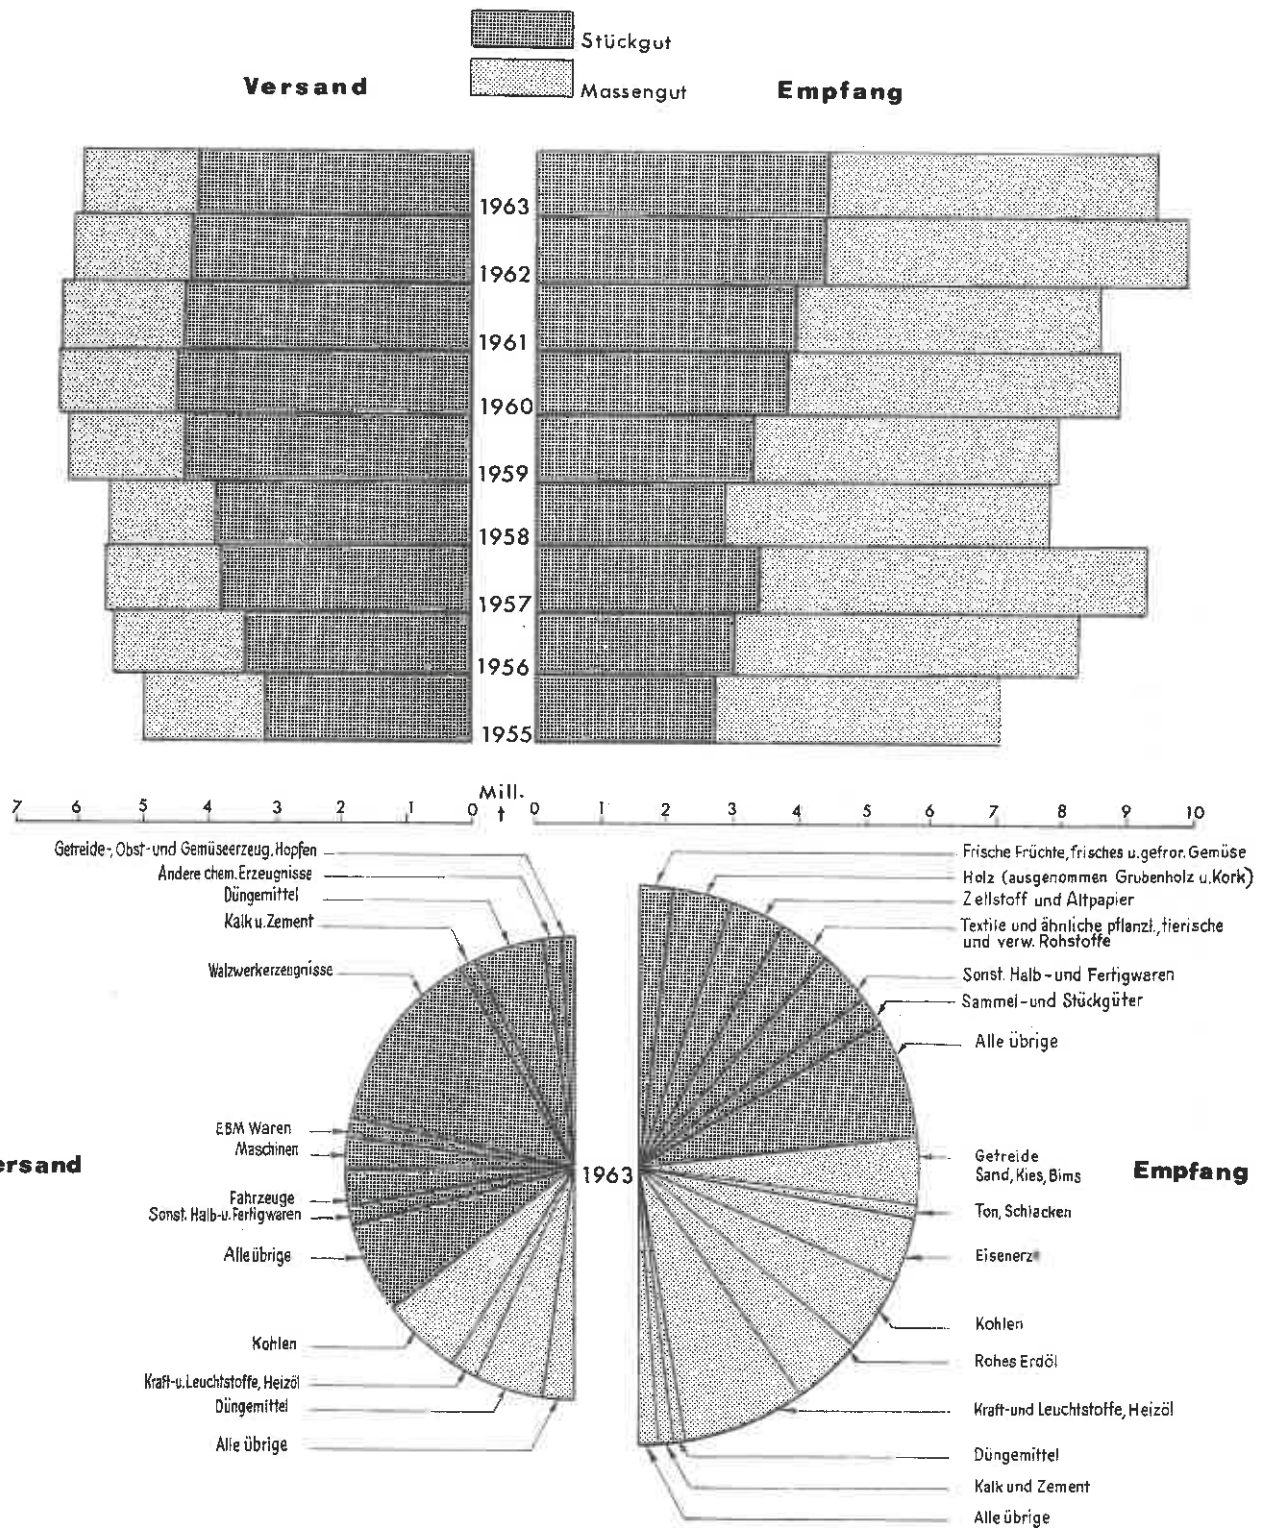 Stückgut
Massengut
Versand
Empfang
1963
1962
1961
1960
1959
1958
1957
1956
1955
7 6 5 4 3 2 1 0 Mill. t 0 1 2 3 4 5 6 7 8 9 10
Getreide-, Obst- und Gemüseerzeug. Hopfen
Andere chem. Erzeugnisse
Düngemittel
Kalk u. Zement
Walzwerkerzeugnisse
EBM Waren
Maschinen
ersand
Fahrzeuge
Sonst. Halb- u. Fertigwaren
Alle übrige
Kohlen
Kraft- u. Leuchtstoffe, Heizöl
Düngemittel
Alle übrige
1963
Frische Früchte, frisches u. gefror. Gemüse
Holz (ausgenommen Grubenholz u. Kork)
Zellstoff und Altpapier
Textile und ähnliche pflanzl., tierische
und verw. Rohstoffe
Sonst. Halb- und Fertigwaren
Sammel- und Stückgüter
Alle übrige
Getreide
Sand, Kies, Bims
Empfang
Ton, Schlacken
Eisenerze
Kohlen
Rohes Erdöl
Kraft- und Leuchtstoffe, Heizöl
Düngemittel
Kalk und Zement
Alle übrige